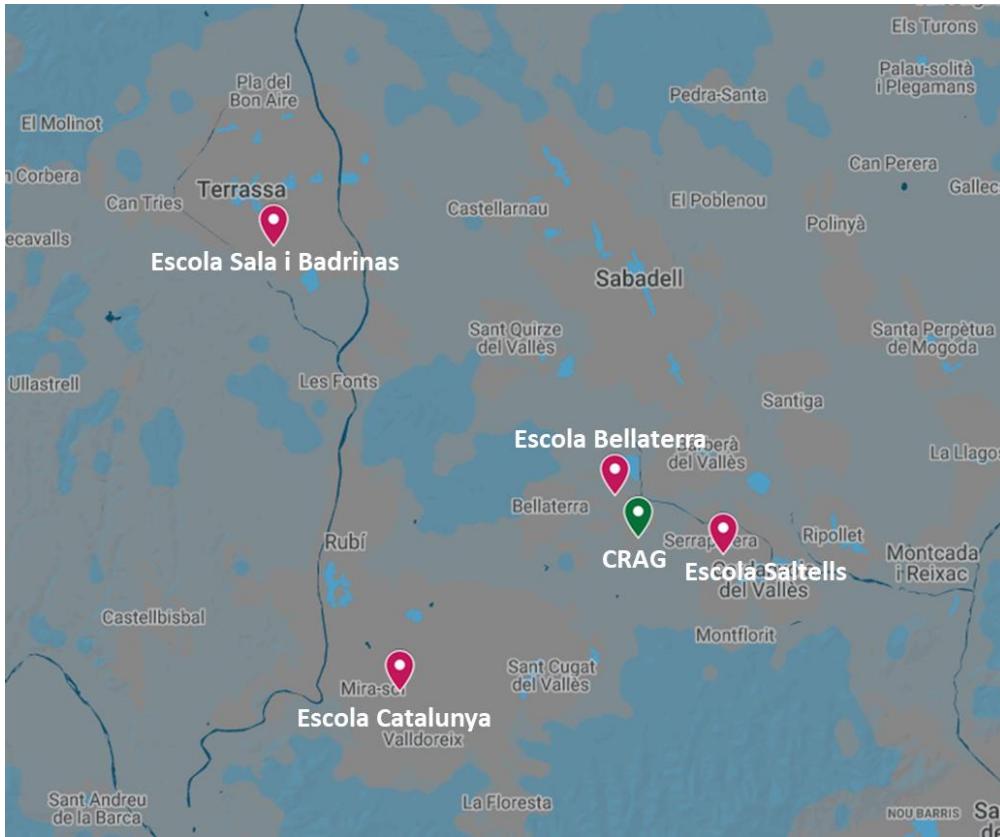 Els Turons
Palau-solità
i Plegamans
Pla del
Bon Aire
Pedra-Santa
El Molinot
Can Perera
n Corbera
Gallec
Terrassa
Can Tries
El Poblenou
Castellarnau
Polinyà
ecavalls
Escola Sala i Badrinas
Sabadell
Sant Quirze
del Vallès
Santa Perpètua
de Mogoda
Les Fonts
Ullastrell
Santiga
Escola Bellaterra
del Vallès
La Llagos
Bellaterra
Rubí
CRAG
Ripollet
Montcada
i Reixac
Escola Saltells
del Vallès
Castellbisbal
Montflorit
Sant Cugat
del Vallès
Escola Catalunya
Valldoreix
Sant Andreu
de la Barca
La Floresta
NOU BARRIS
Sa